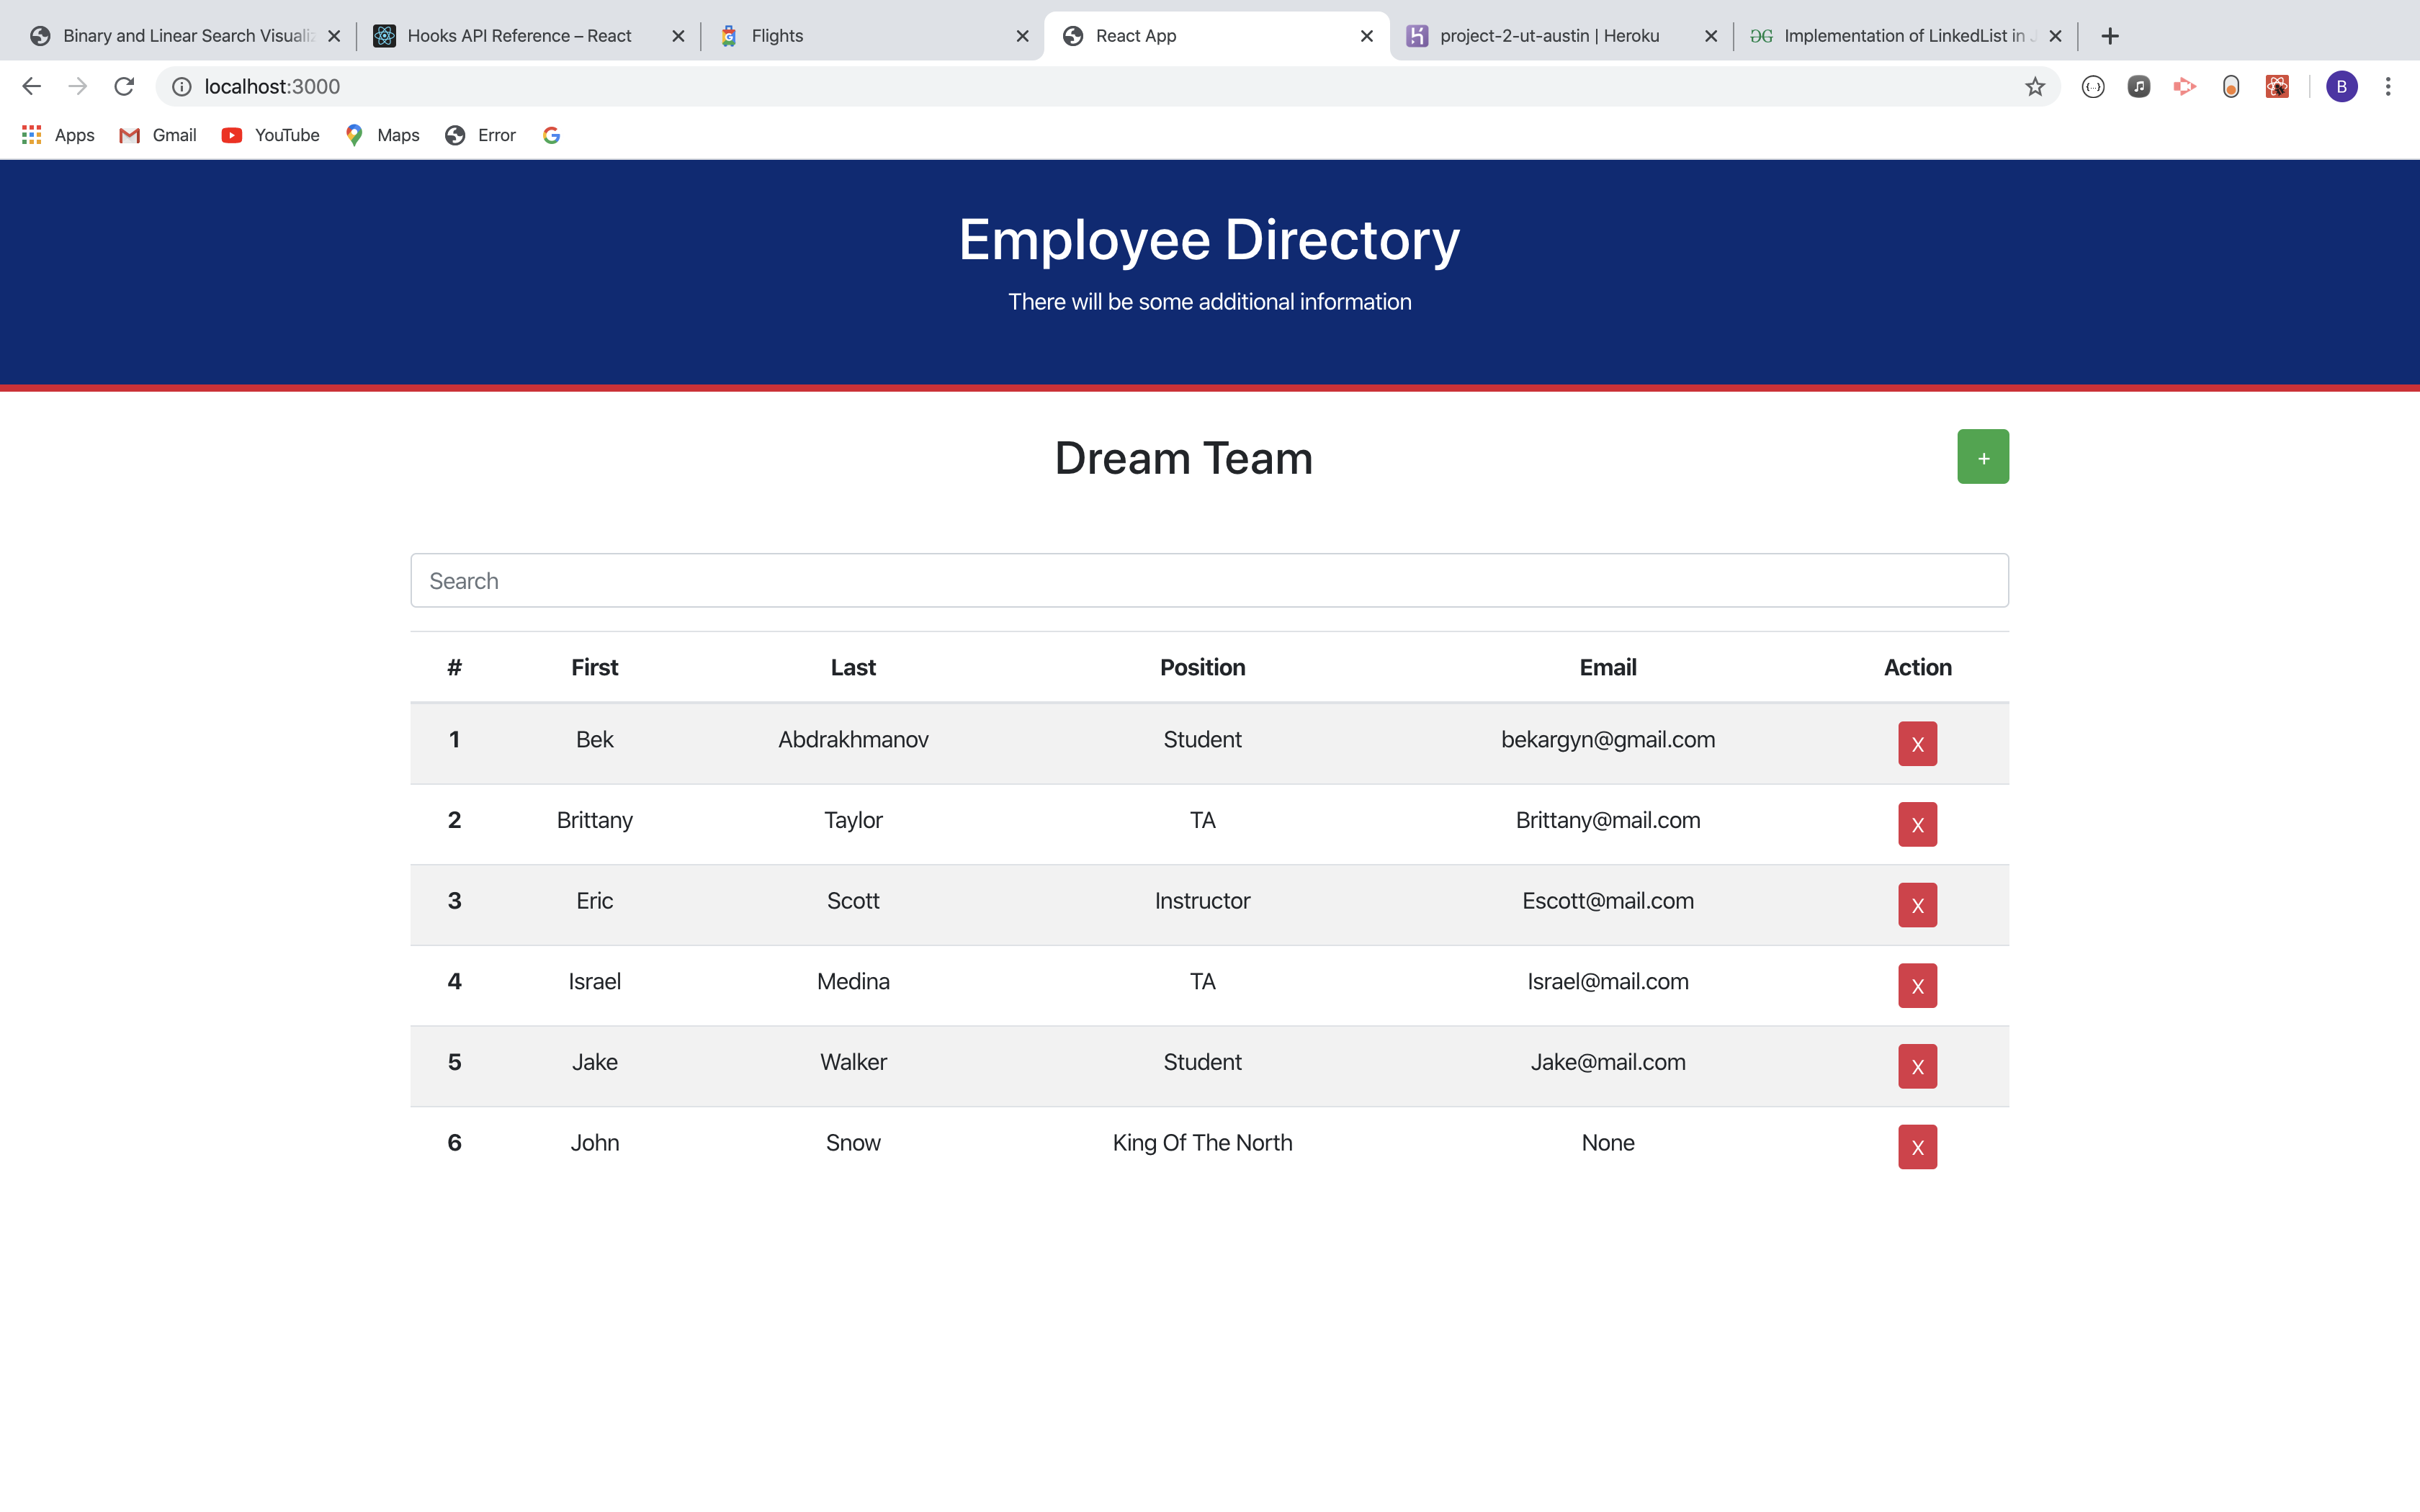 Binary and Linear Search Visualiz
Hooks API Reference – React
Flights
React App
project-2-ut-austin | Heroku
Implementation of LinkedList in J
localhost:3000
B
Apps
Gmail
YouTube
Maps
Error
Employee Directory
There will be some additional information
Dream Team
+
Search
# First Last Position Email Action
1 Bek Abdrakhmanov Student bekargyn@gmail.com X
2 Brittany Taylor TA Brittany@mail.com X
3 Eric Scott Instructor Escott@mail.com X
4 Israel Medina TA Israel@mail.com X
5 Jake Walker Student Jake@mail.com X
6 John Snow King Of The North None X